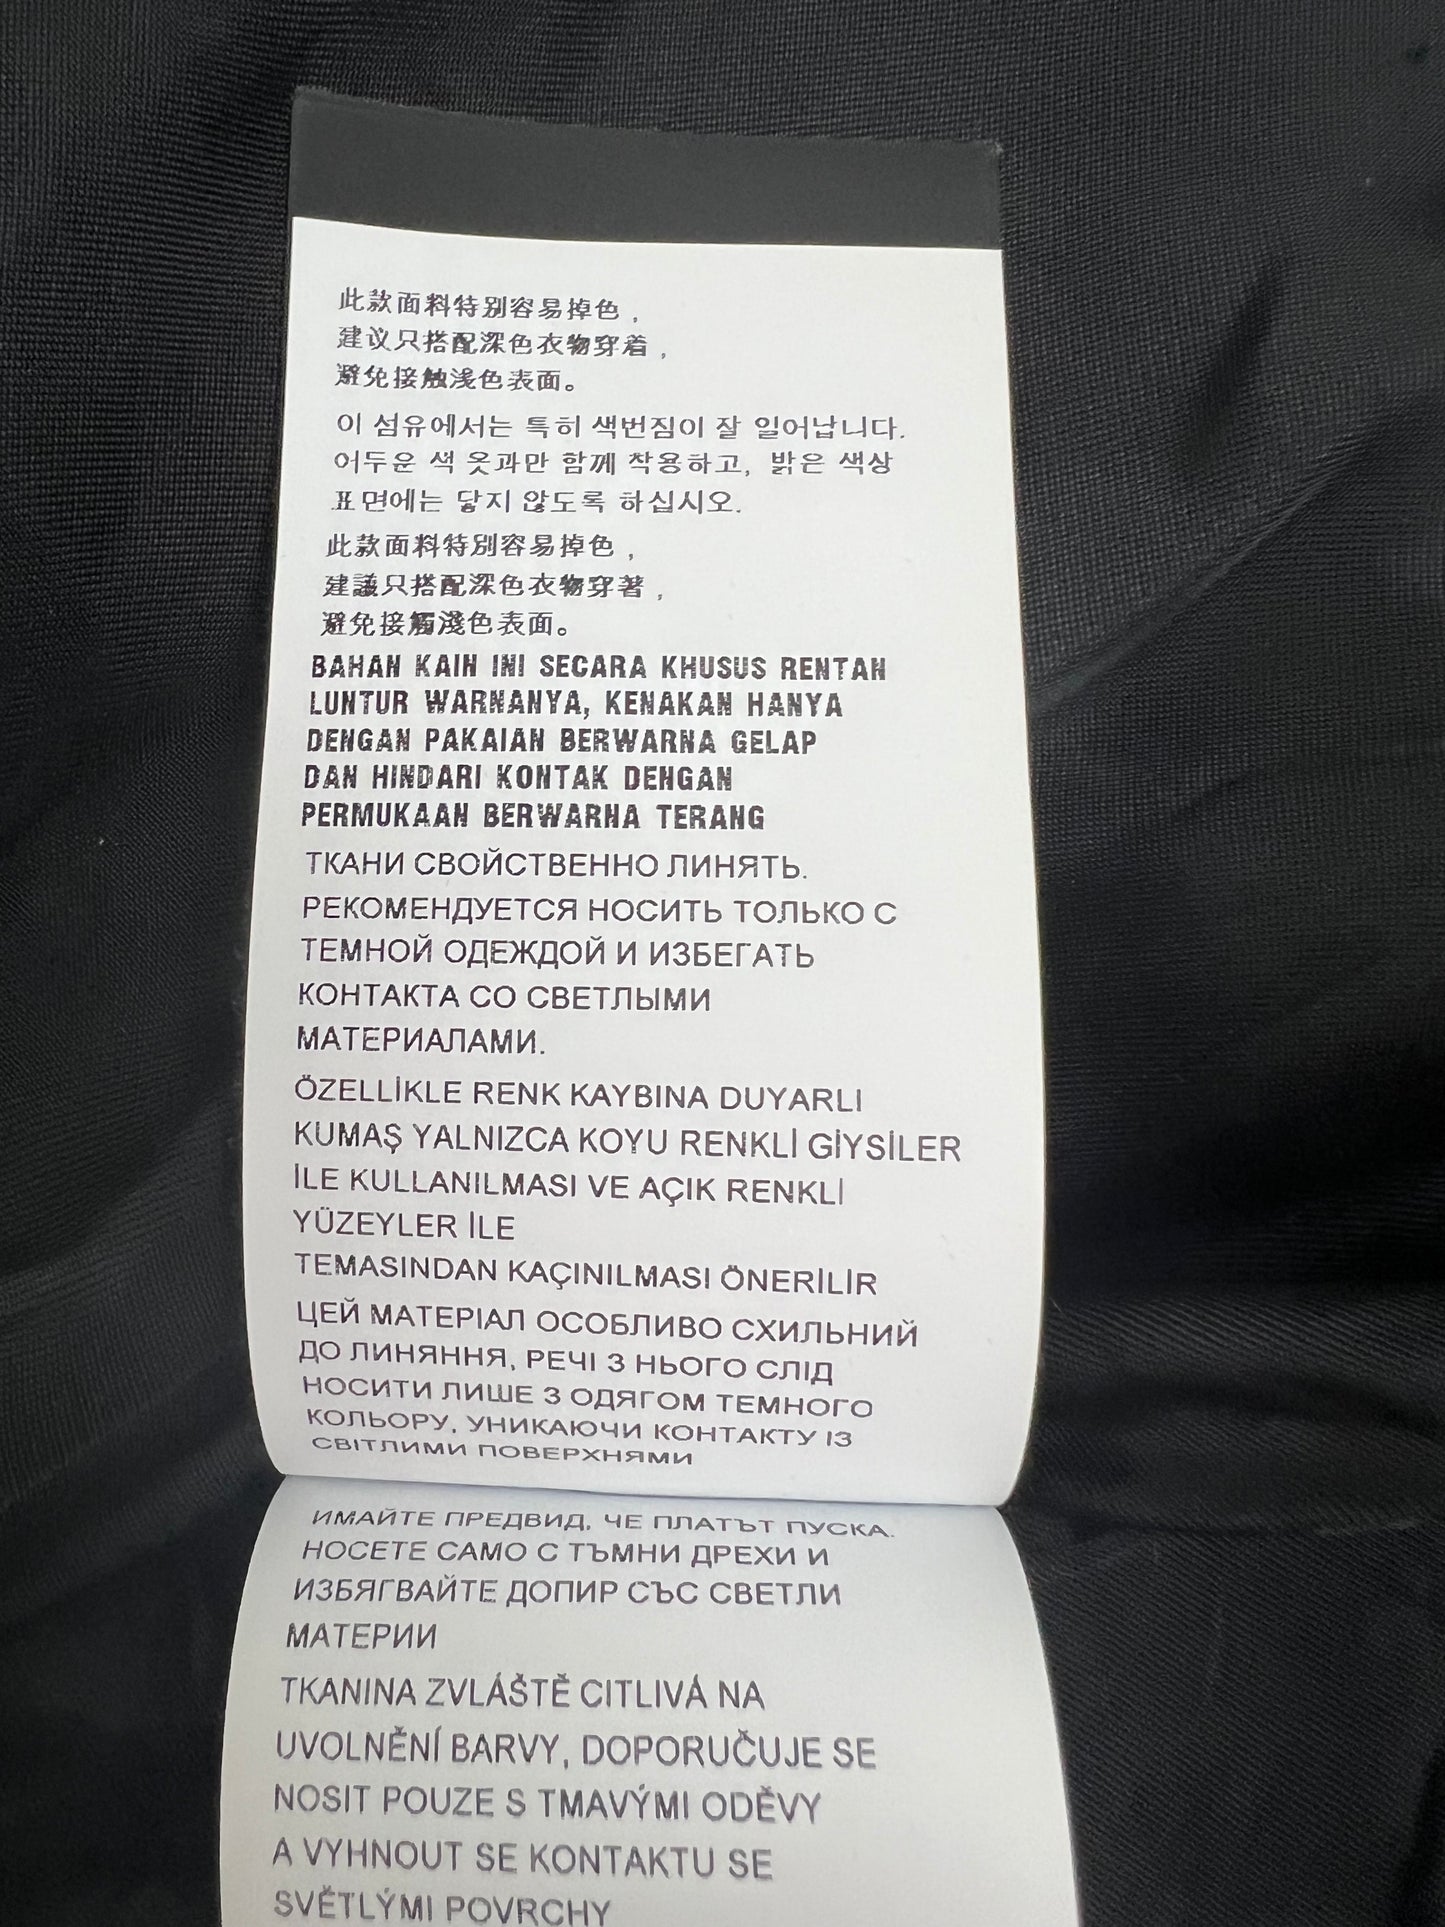 此款面料特别容易掉色，
建议只搭配深色衣物穿着，
避免接触浅色表面。
이 섬유에서는 특히 색번짐이 잘 일어납니다.
어두운 색 옷과만 함께 착용하고, 밝은 색상
표면에는 닿지 않도록 하십시오.
此款面料特別容易掉色，
建議只搭配深色衣物穿著，
避免接觸淺色表面。
BAHAN KAIN INI SECARA KHUSUS RENTAN
LUNTUR WARNANYA, KENAKAN HANYA
DENGAN PAKAIAN BERWARNA GELAP
DAN HINDARI KONTAK DENGAN
PERMUKAAN BERWARNA TERANG
ТКАНИ СВОЙСТВЕННО ЛИНЯТЬ.
РЕКОМЕНДУЕТСЯ НОСИТЬ ТОЛЬКО С
ТЕМНОЙ ОДЕЖДОЙ И ИЗБЕГАТЬ
КОНТАКТА СО СВЕТЛЫМИ
МАТЕРИАЛАМИ.
ÖZELLİKLE RENK KAYBINA DUYARLI
KUMAŞ YALNIZCA KOYU RENKLİ GİYSİLER
İLE KULLANILMASI VE AÇIK RENKLİ
YÜZEYLER İLE
TEMASINDAN KAÇINILMASI ÖNERİLİR
ЦЕЙ МАТЕРІАЛ ОСОБЛИВО СХИЛЬНИЙ
ДО ЛИНЯННЯ, РЕЧІ З НЬОГО СЛІД
НОСИТИ ЛИШЕ З ОДЯГОМ ТЕМНОГО
КОЛЬОРУ, УНИКАЮЧИ КОНТАКТУ ІЗ
СВІТЛИМИ ПОВЕРХНЯМИ
ИМАЙТЕ ПРЕДВИД, ЧЕ ПЛАТЪТ ПУСКА.
НОСЕТЕ САМО С ТЪМНИ ДРЕХИ И
ИЗБЯГВАЙТЕ ДОПИР СЪС СВЕТЛИ
МАТЕРИИ
TKANINA ZVLÁŠTĚ CITLIVÁ NA
UVOLNĚNÍ BARVY, DOPORUČUJE SE
NOSIT POUZE S TMAVÝMI ODĚVY
A VYHNOUT SE KONTAKTU SE
SVĚTLÝMI POVRCHY